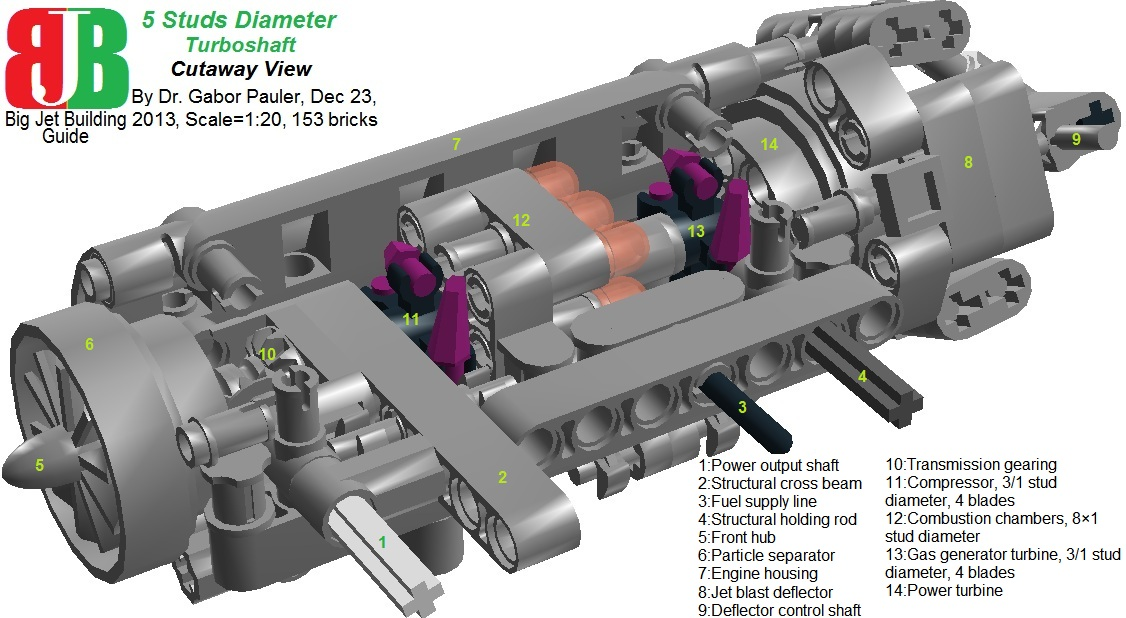 5 Studs Diameter
Turboshaft
Cutaway View
BJB
Big Jet Building
Guide
By Dr. Gabor Pauler, Dec 23,
2013, Scale=1:20, 153 bricks
7
14
9
8
12
13
11
6
10
4
3
5
2
1
1:Power output shaft
2:Structural cross beam
3:Fuel supply line
4:Structural holding rod
5:Front hub
6:Particle separator
7:Engine housing
8:Jet blast deflector
9:Deflector control shaft
10:Transmission gearing
11:Compressor, 3/1 stud
diameter, 4 blades
12:Combustion chambers, 8×1
stud diameter
13:Gas generator turbine, 3/1 stud
diameter, 4 blades
14:Power turbine